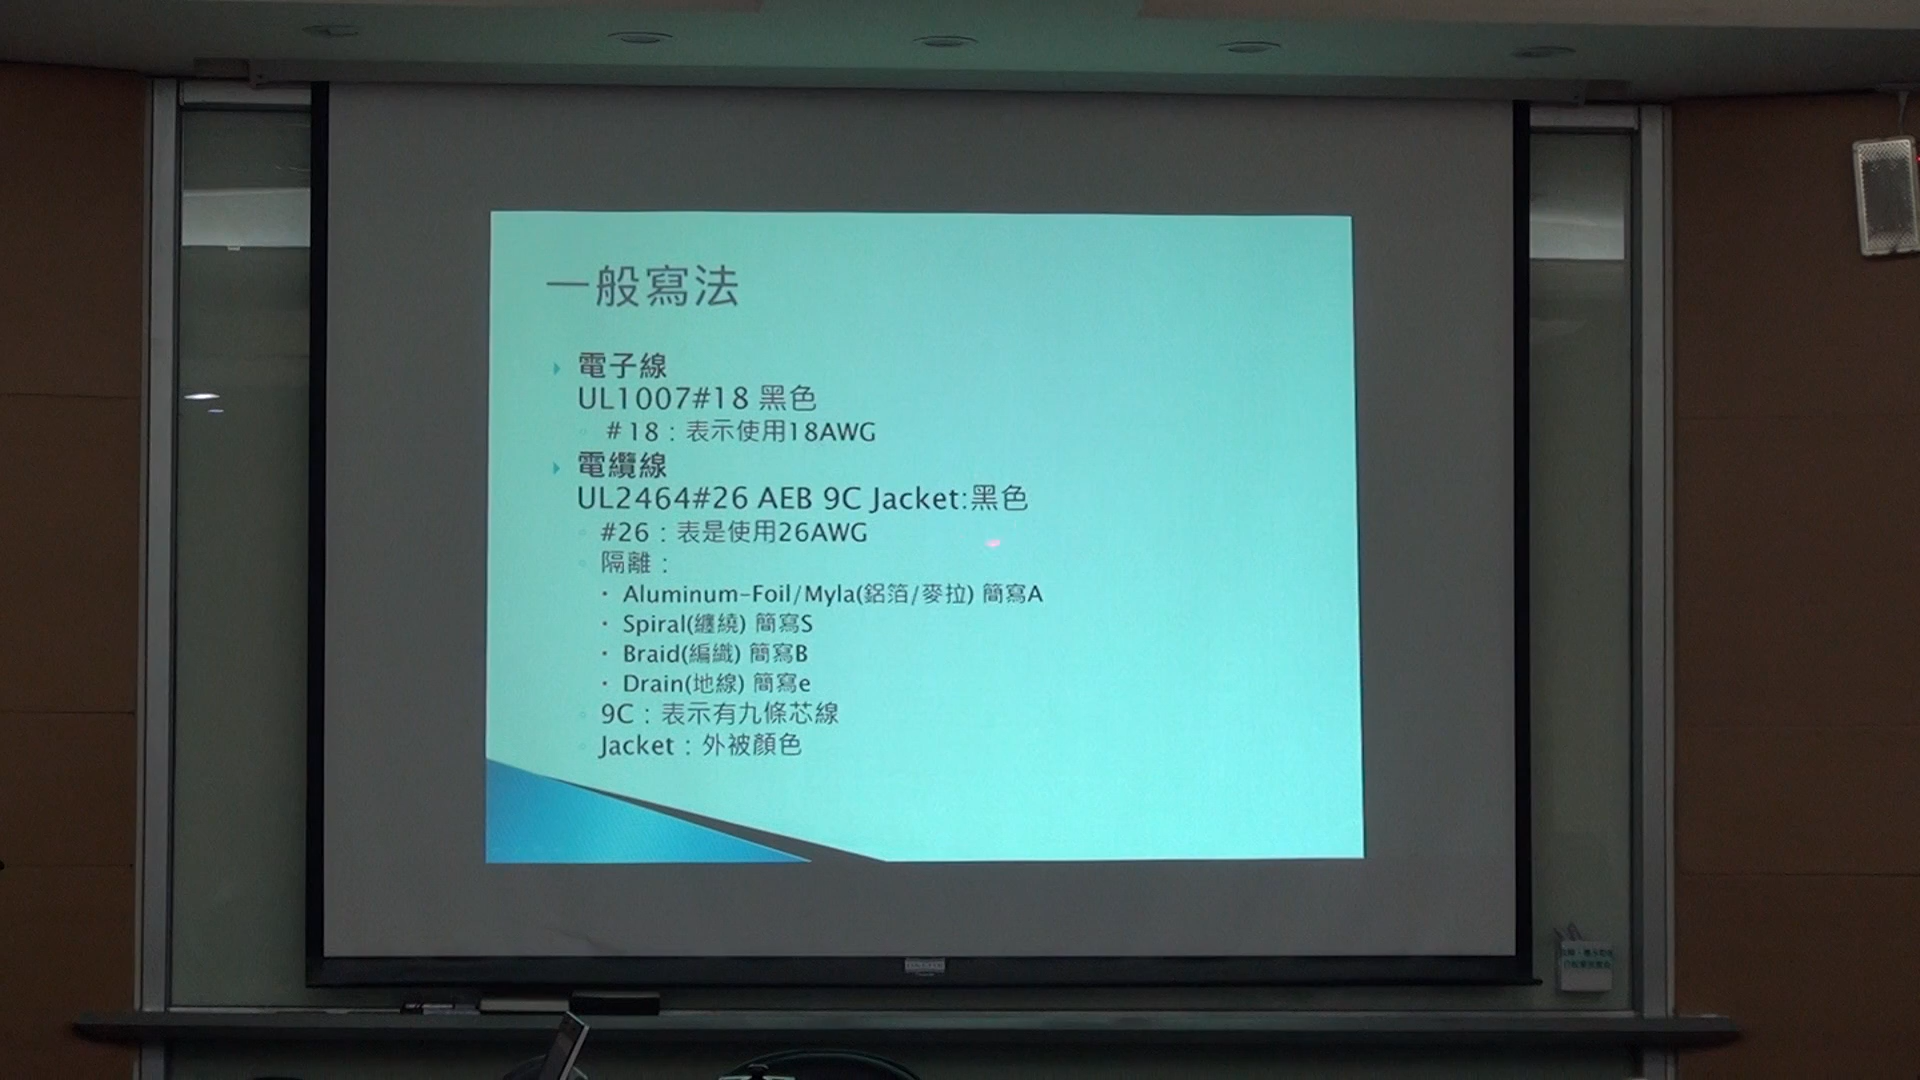 一般寫法
電子線
UL1007#18 黑色
#18：表示使用18AWG
電纜線
UL2464#26 AEB 9C Jacket:黑色
#26：表是使用26AWG
隔離：
Aluminum-Foil/Myla(鋁箔/麥拉) 簡寫A
Spiral(纏繞) 簡寫S
Braid(編織) 簡寫B
Drain(地線) 簡寫e
9C：表示有九條芯線
Jacket：外被顏色